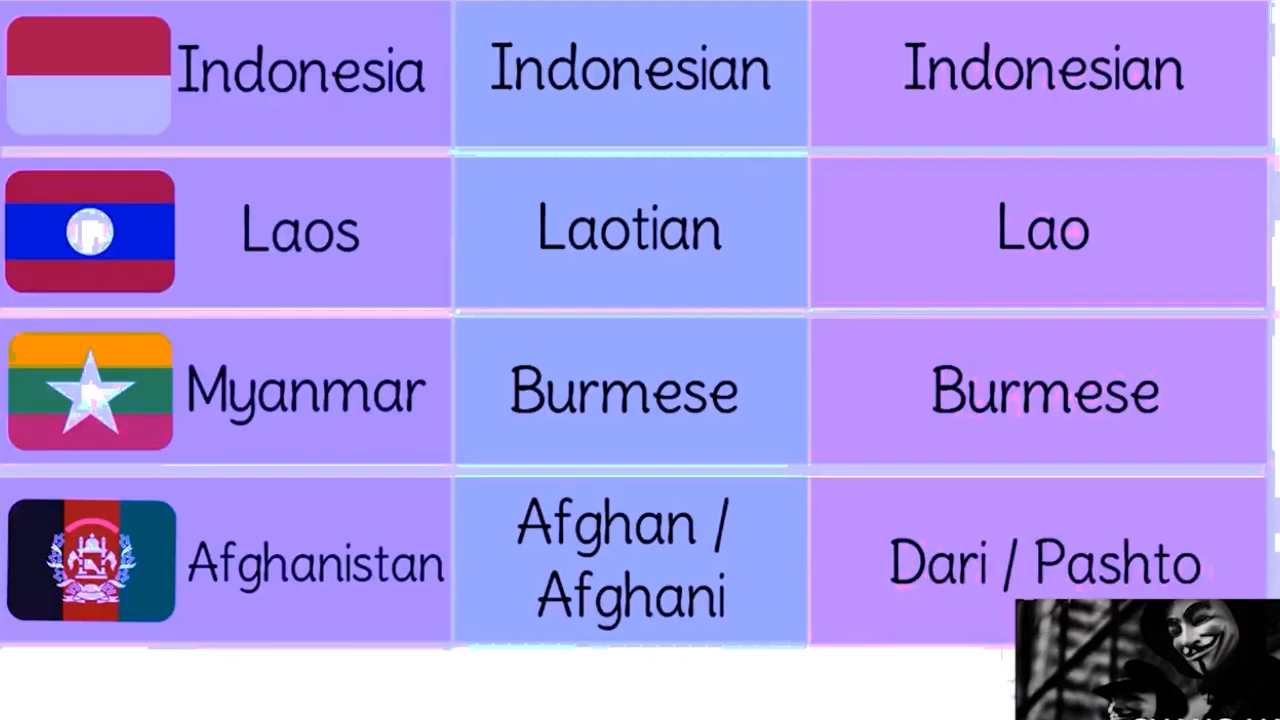 Indonesia Indonesian Indonesian
Laos Laotian Lao
Myanmar Burmese Burmese
Afghanistan Afghan / Afghani Dari / Pashto